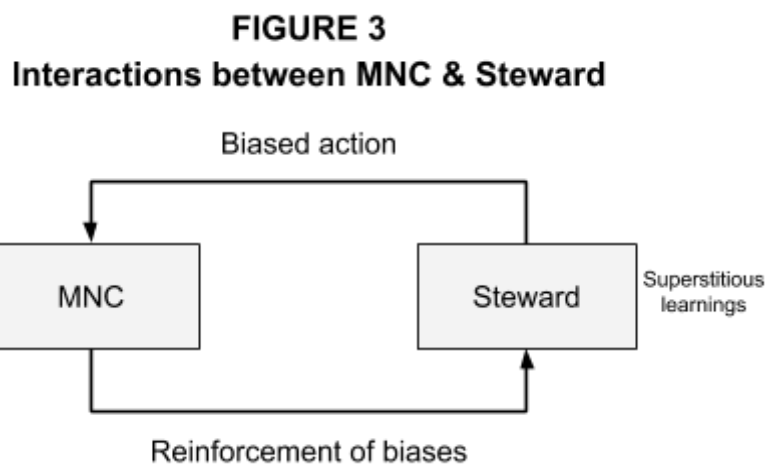 FIGURE 3
Interactions between MNC & Steward
Biased action
MNC
Steward
Superstitious
learnings
Reinforcement of biases